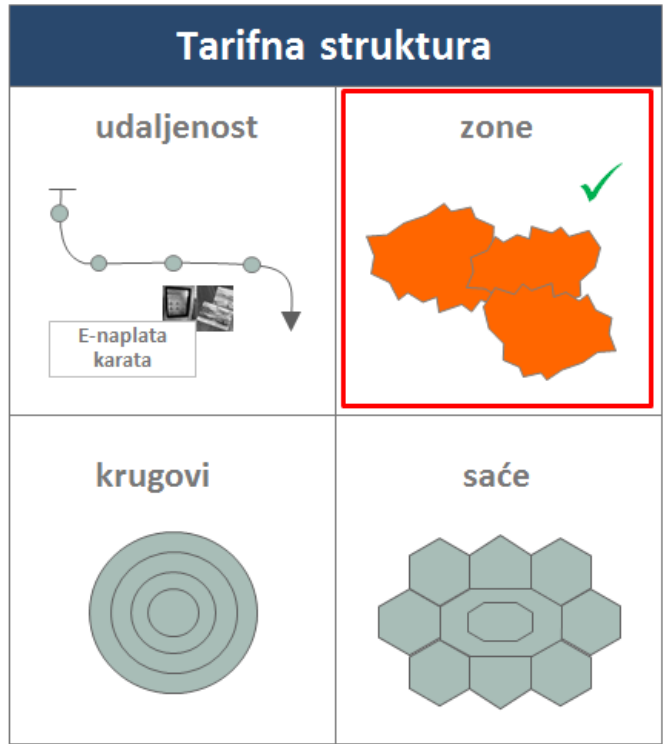 Tarifna struktura
udaljenost
zone
E-naplata
karata
krugovi
saće